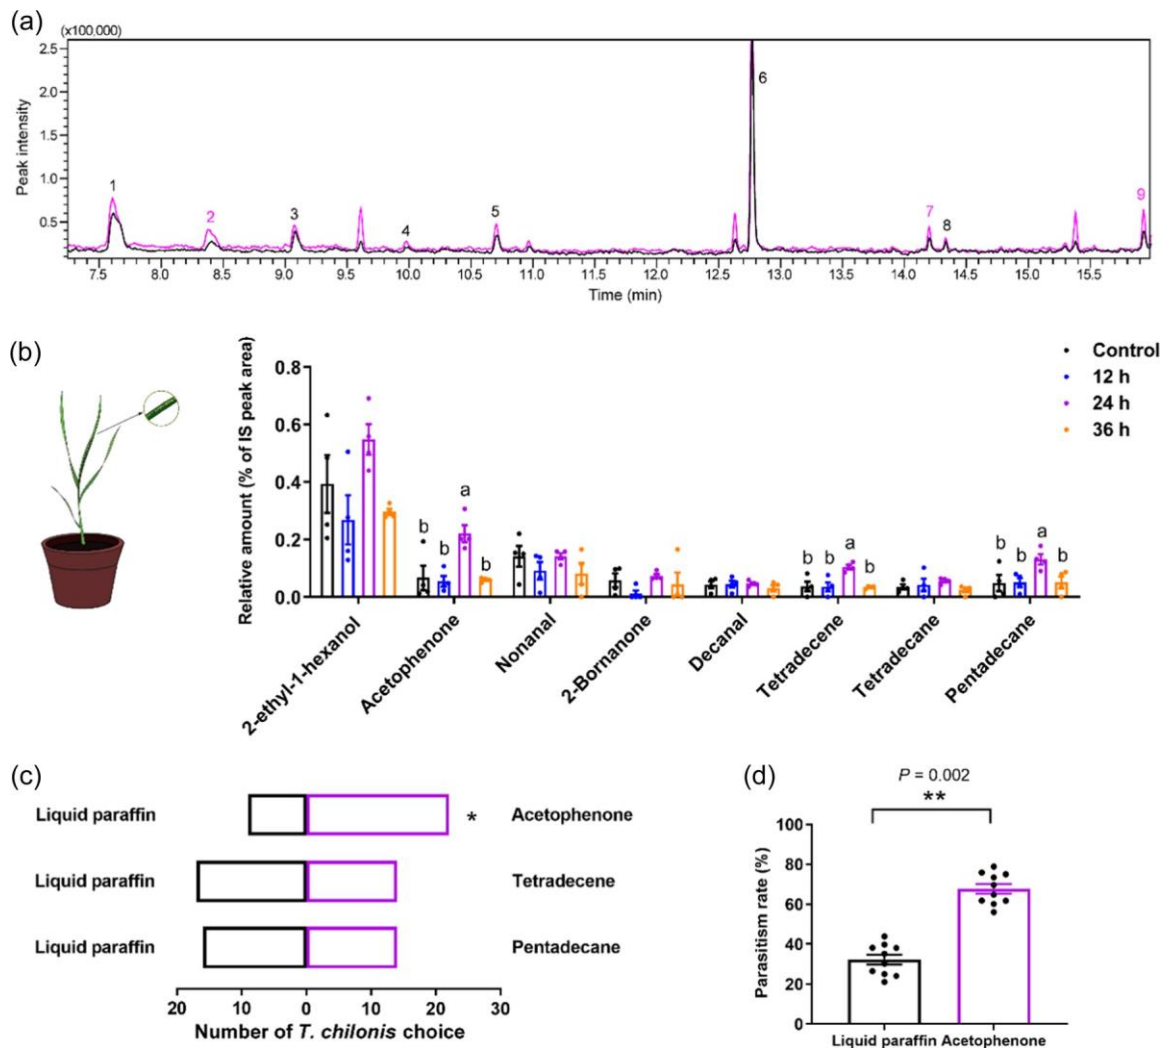 (a)
(x100,000)
Peak intensity
2.5
2.0
1.5
1.0
0.5
1
2
3
4
5
6
7
8
9
7.5 8.0 8.5 9.0 9.5 10.0 10.5 11.0 11.5 12.0 12.5 13.0 13.5 14.0 14.5 15.0 15.5
Time (min)
(b)
Relative amount (% of IS peak area)
0.8
0.6
0.4
0.2
0.0
Control
12 h
24 h
36 h
b b a b
b b a b
b b a b
2-ethyl-1-hexanol
Acetophenone
Nonanal
2-Bornanone
Decanal
Tetradecene
Tetradecane
Pentadecane
(c)
Liquid paraffin * Acetophenone
Liquid paraffin Tetradecene
Liquid paraffin Pentadecane
20 10 0 10 20 30
Number of T. chilonis choice
(d)
P = 0.002
**
Parasitism rate (%)
100
80
60
40
20
0
Liquid paraffin Acetophenone